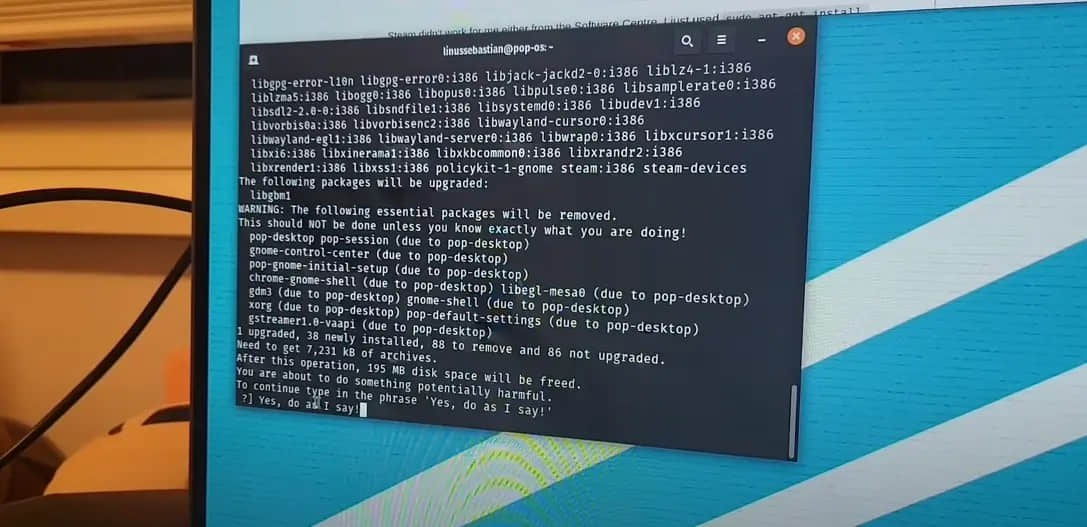 Steam didn't work for me either from the Software Centre. I just used sudo apt-get install
linussebastian@pop-os: ~
libgpg-error-l10n libgpg-error0:i386 libjack-jackd2-0:i386 liblz4-1:i386
liblzma5:i386 libogg0:i386 libopus0:i386 libpulse0:i386 libsamplerate0:i386
libsdl2-2.0-0:i386 libsndfile1:i386 libsystemd0:i386 libudev1:i386
libvorbis0a:i386 libvorbisenc2:i386 libwayland-cursor0:i386
libwayland-egl1:i386 libwayland-server0:i386 libwrap0:i386 libxcursor1:i386
libxi6:i386 libxinerama1:i386 libxkbcommon0:i386 libxrandr2:i386
libxrender1:i386 libxss1:i386 policykit-1-gnome steam:i386 steam-devices
The following packages will be upgraded:
libgbm1
WARNING: The following essential packages will be removed.
This should NOT be done unless you know exactly what you are doing!
pop-desktop pop-session (due to pop-desktop)
gnome-control-center (due to pop-desktop)
pop-gnome-initial-setup (due to pop-desktop)
chrome-gnome-shell (due to pop-desktop) libegl-mesa0 (due to pop-desktop)
gdm3 (due to pop-desktop) gnome-shell (due to pop-desktop)
xorg (due to pop-desktop) pop-default-settings (due to pop-desktop)
gstreamer1.0-vaapi (due to pop-desktop)
1 upgraded, 38 newly installed, 88 to remove and 86 not upgraded.
Need to get 7,231 kB of archives.
After this operation, 195 MB disk space will be freed.
You are about to do something potentially harmful.
To continue type in the phrase 'Yes, do as I say!'
?] Yes, do as I say!